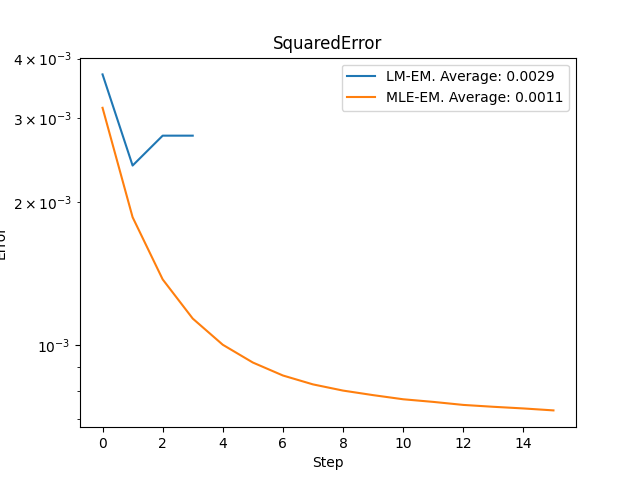 SquaredError
LM-EM. Average: 0.0029
MLE-EM. Average: 0.0011
4 × 10⁻³
3 × 10⁻³
2 × 10⁻³
10⁻³
Error
0 2 4 6 8 10 12 14
Step